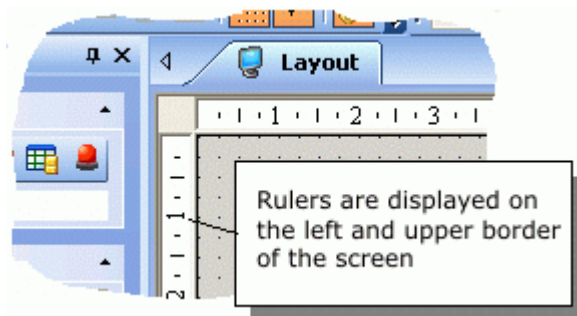 Layout
1 2 3
1
2
Rulers are displayed on
the left and upper border
of the screen